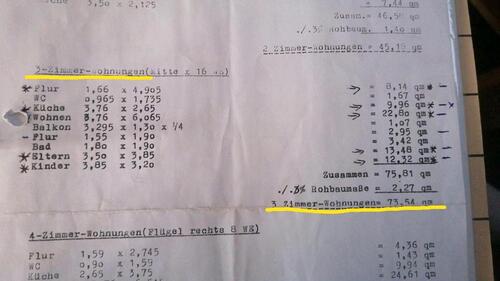 Küche 3,50 x 2,125
7,44 qm
Zusam.= 46,58 qm
./.3% Rohbaum. 1,40 qm
2 Zimmer-Wohnungen = 45,18 qm
3-Zimmer-Wohnungen(Mitte x 16 WE)
* Flur 1,66 x 4,905 → = 8,14 qm *
WC 0,965 x 1,735 = 1,67 qm
* Küche 3,76 x 2,65 → = 9,96 qm * - x
Wohnen 3,76 x 6,065 → = 22,80 qm * -
Balkon 3,295 x 1,30 x 1/4 = 1,07 qm
- Flur 1,55 x 1,90 = 2,95 qm -
Bad 1,80 x 1,90 = 3,42 qm
* Eltern 3,50 x 3,85 → = 13,48 qm * -
* Kinder 3,85 x 3,20 → = 12,32 qm * -
Zusammen = 75,81 qm
./.3% Rohbaumaße = 2,27 qm
3 Zimmer-Wohnungen= 73,54 qm
4-Zimmer-Wohnungen(Flügel rechts 8 WE)
Flur 1,59 x 2,745 = 4,36 qm
WC 0,90 x 1,59 = 1,43 qm
Küche 2,65 x 3,75 = 9,94 qm
= 24,61 qm